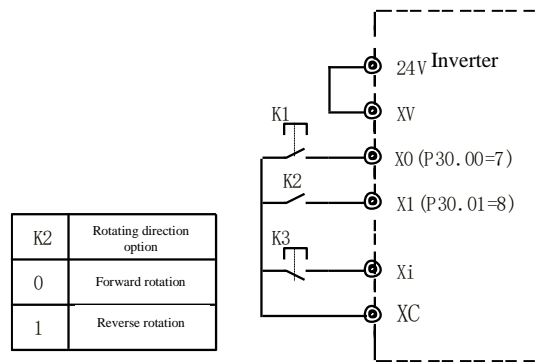 24V Inverter
XV
K1
X0 (P30.00=7)
K2
X1 (P30.01=8)
K3
Xi
XC
K2 Rotating direction
option
0 Forward rotation
1 Reverse rotation